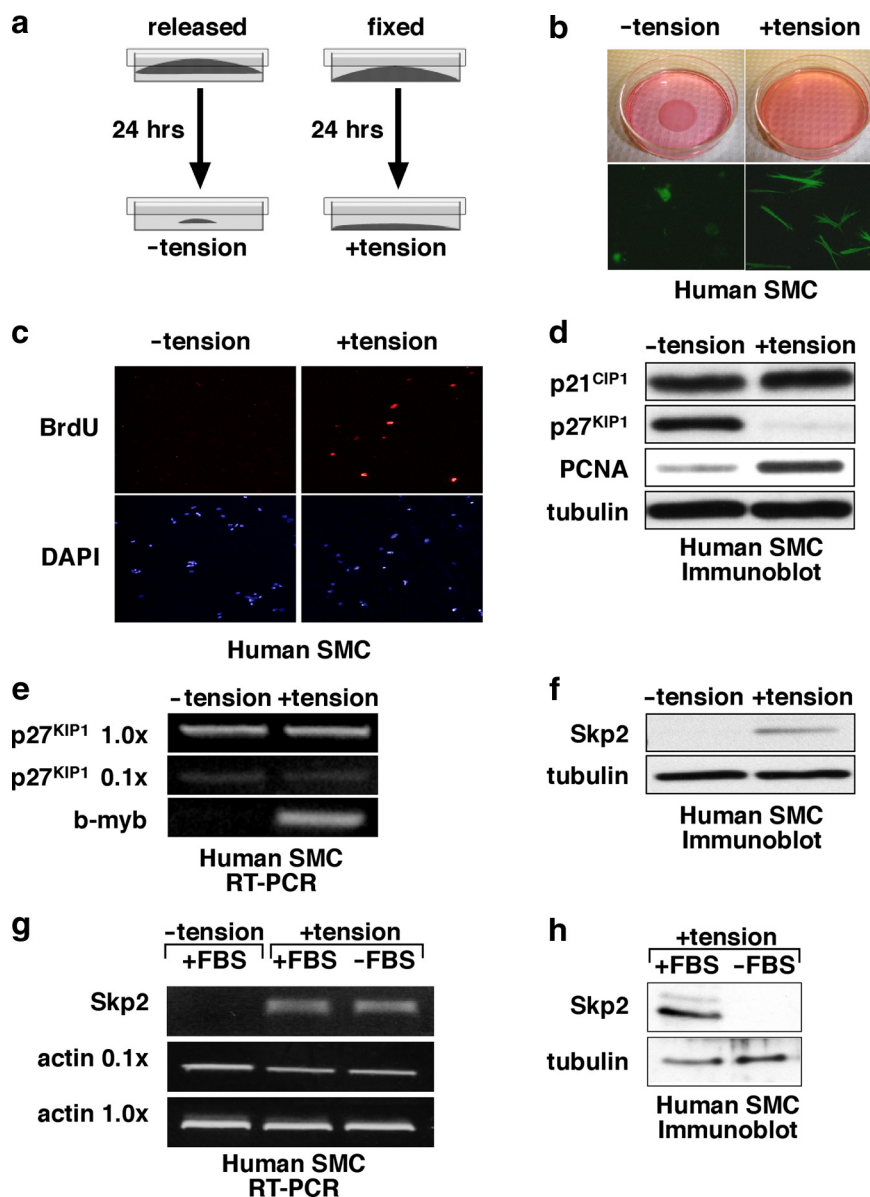 a
released fixed
24 hrs 24 hrs
–tension +tension
b
–tension +tension
Human SMC
c
–tension +tension
BrdU
DAPI
Human SMC
d
–tension +tension
p21CIP1
p27KIP1
PCNA
tubulin
Human SMC
Immunoblot
e
–tension +tension
p27KIP1 1.0x
p27KIP1 0.1x
b-myb
Human SMC
RT-PCR
f
–tension +tension
Skp2
tubulin
Human SMC
Immunoblot
g
–tension +tension
+FBS +FBS –FBS
Skp2
actin 0.1x
actin 1.0x
Human SMC
RT-PCR
h
+tension
+FBS –FBS
Skp2
tubulin
Human SMC
Immunoblot